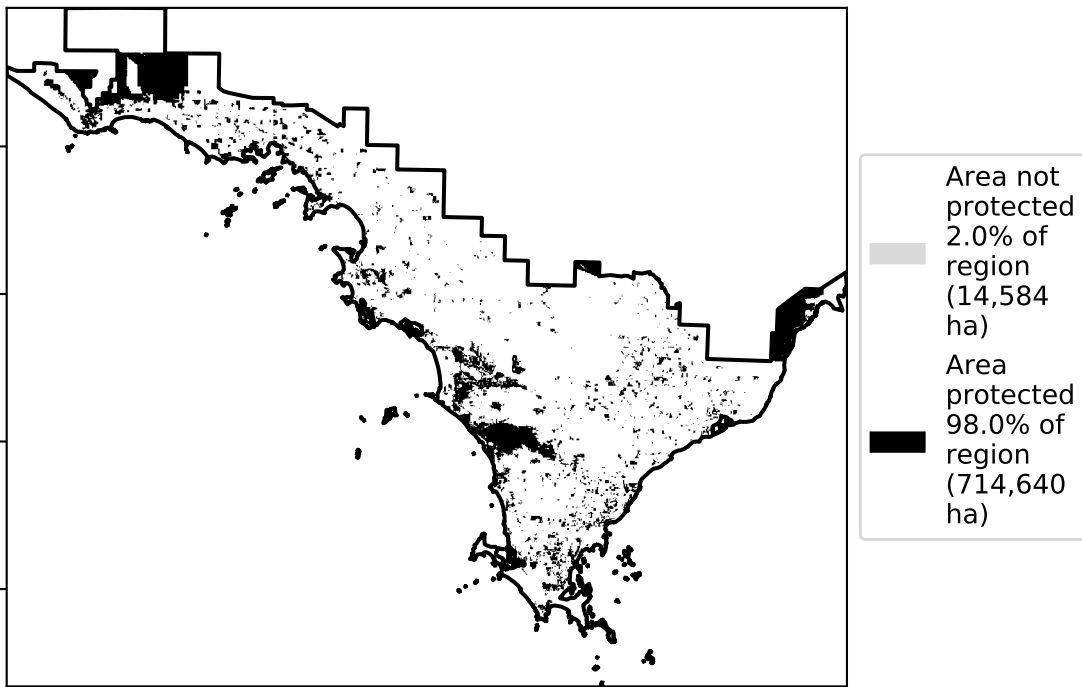 Area not
protected
2.0% of
region
(14,584
ha)
Area
protected
98.0% of
region
(714,640
ha)